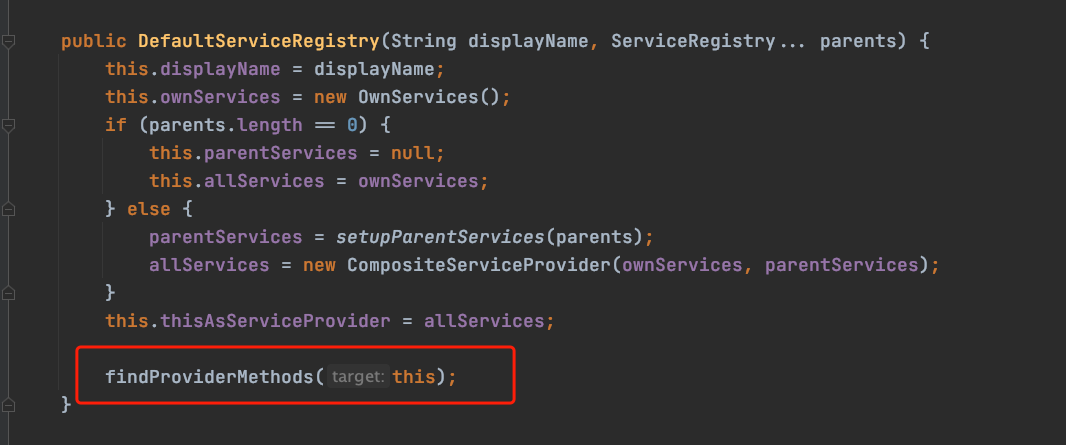 public DefaultServiceRegistry(String displayName, ServiceRegistry... parents) {
this.displayName = displayName;
this.ownServices = new OwnServices();
if (parents.length == 0) {
this.parentServices = null;
this.allServices = ownServices;
} else {
parentServices = setupParentServices(parents);
allServices = new CompositeServiceProvider(ownServices, parentServices);
}
this.thisAsServiceProvider = allServices;
findProviderMethods( target: this);
}